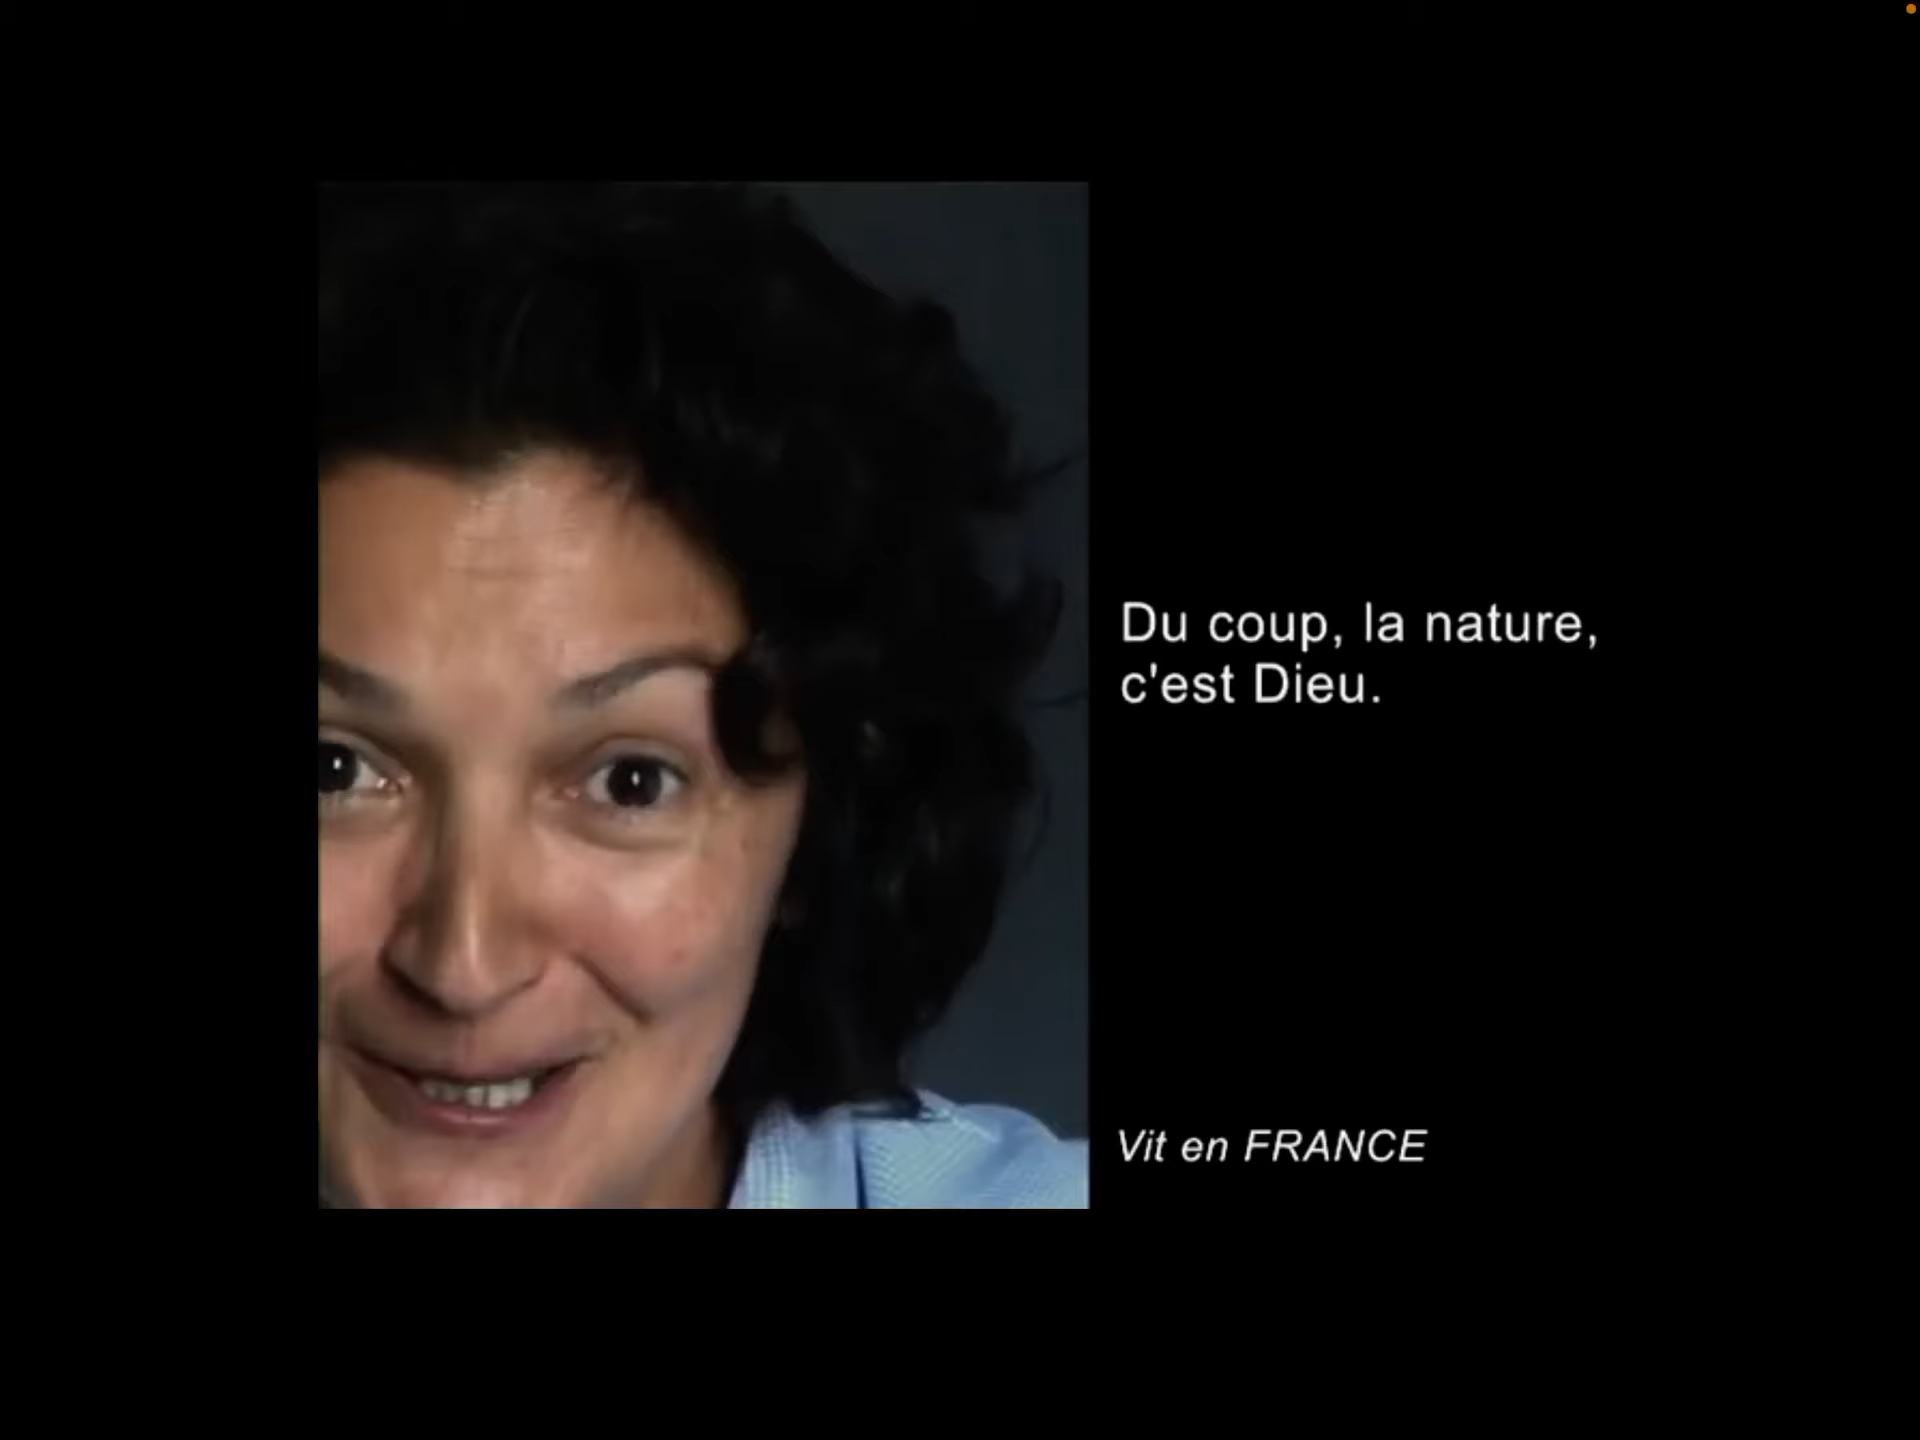 Du coup, la nature,
c'est Dieu.
Vit en FRANCE